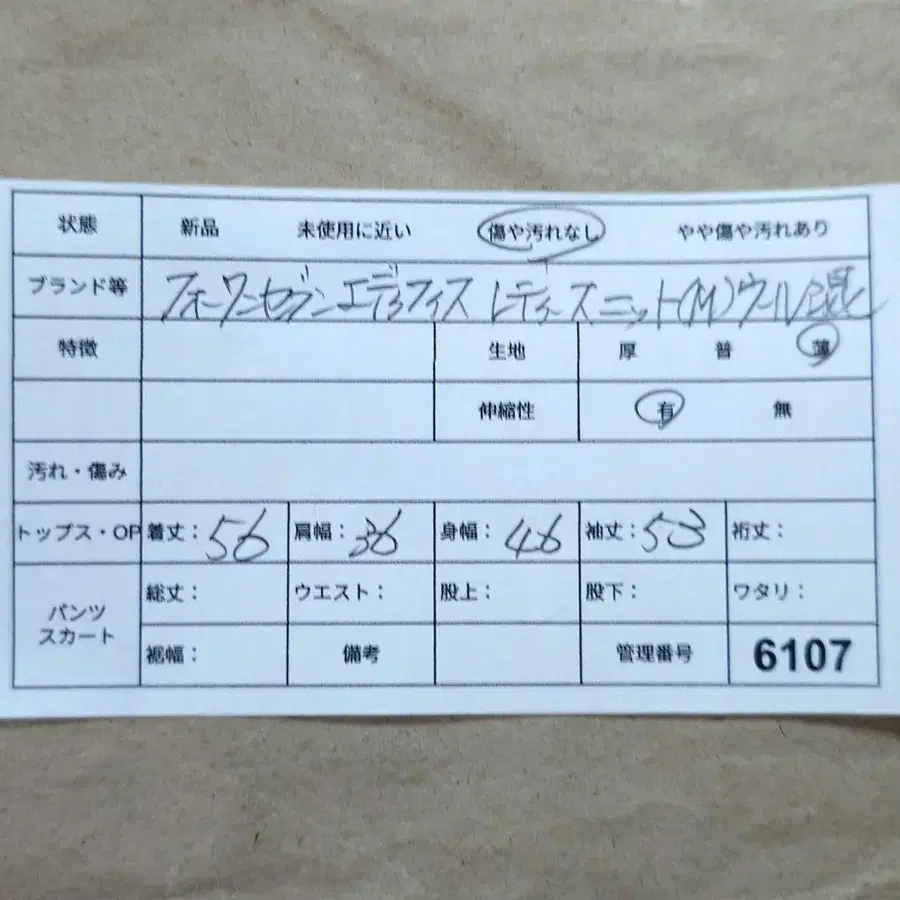 状態 新品 未使用に近い 傷や汚れなし やや傷や汚れあり
ブランド等 フォーワンセブンエディフィス レディースニット(M)ウール混
特徴 生地 厚 普 薄
伸縮性 有 無
汚れ・傷み
トップス・OP 着丈：56 肩幅：36 身幅：46 袖丈：53 裄丈：
パンツ スカート 総丈： ウエスト： 股上： 股下： ワタリ：
裾幅： 備考 管理番号 6107